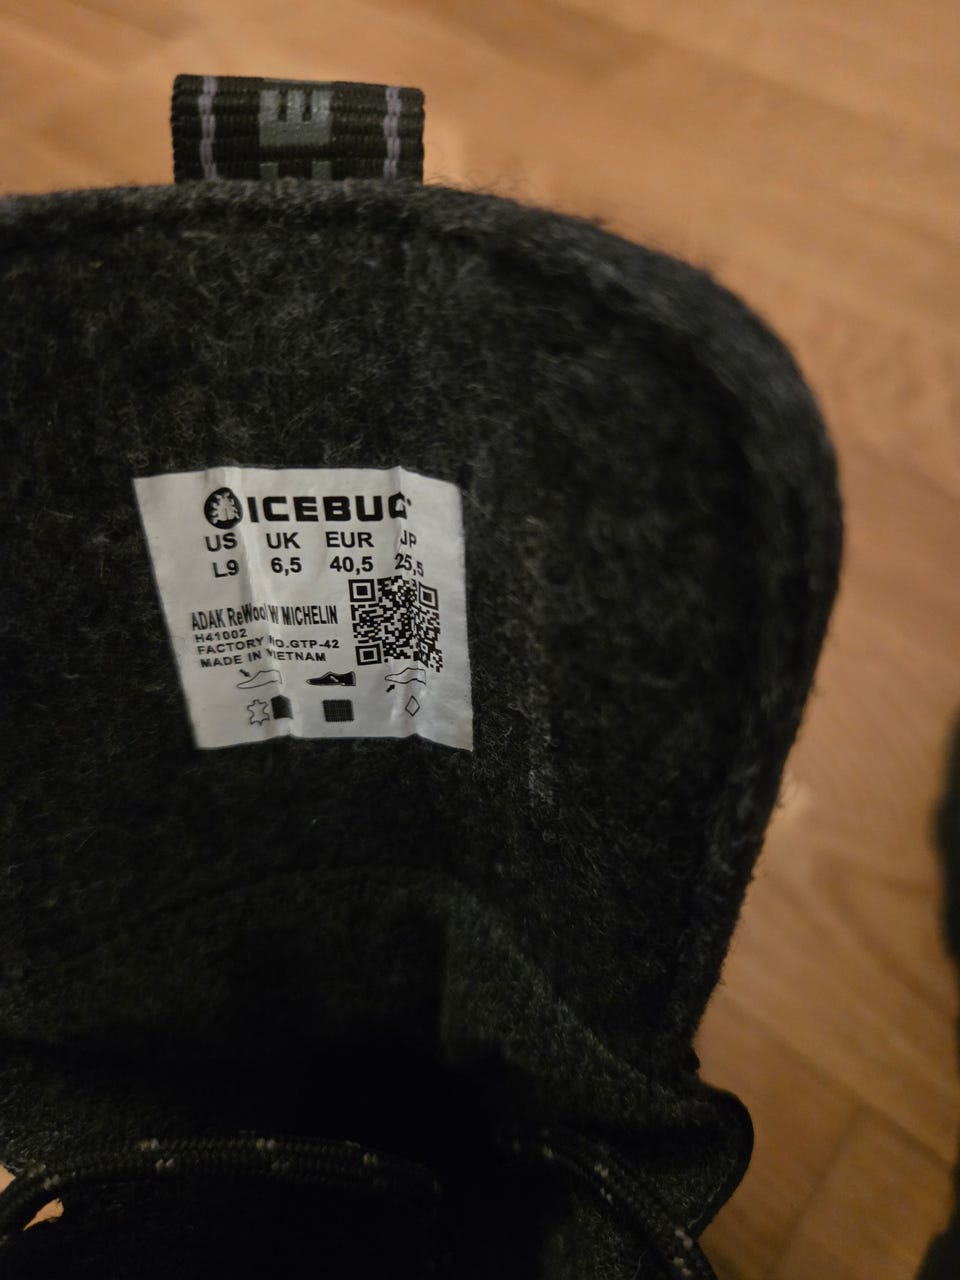 ICEBUG
US UK EUR JP
L9 6,5 40,5 25,5
ADAK ReWool W MICHELIN
H41002
FACTORY NO.GTP-42
MADE IN VIETNAM